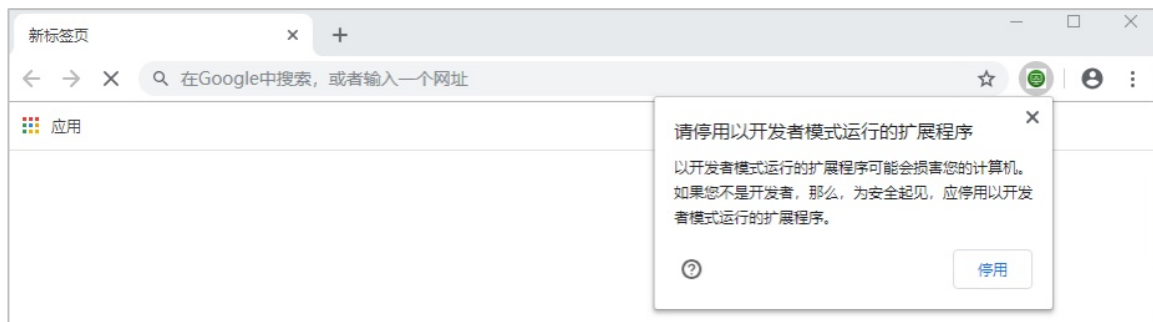 新标签页
在Google中搜索，或者输入一个网址
应用
请停用以开发者模式运行的扩展程序
以开发者模式运行的扩展程序可能会损害您的计算机。
如果您不是开发者，那么，为安全起见，应停用以开发
者模式运行的扩展程序。
停用